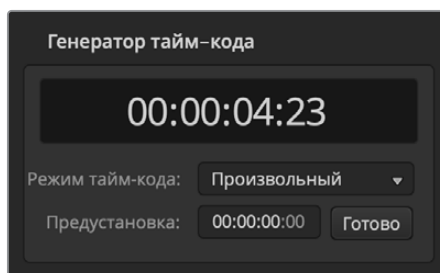 Генератор тайм-кода
00:00:04:23
Режим тайм-кода: Произвольный
Предустановка: 00:00:00:00 Готово